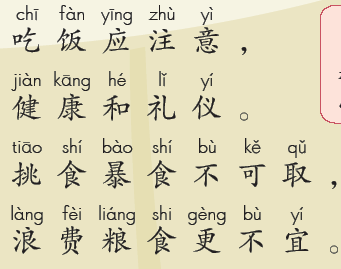 chī fàn yīng zhù yì
吃饭应注意，
jiàn kāng hé lǐ yí
健康和礼仪。
tiāo shí bào shí bù kě qǔ
挑食暴食不可取，
làng fèi liáng shi gèng bù yí
浪费粮食更不宜。